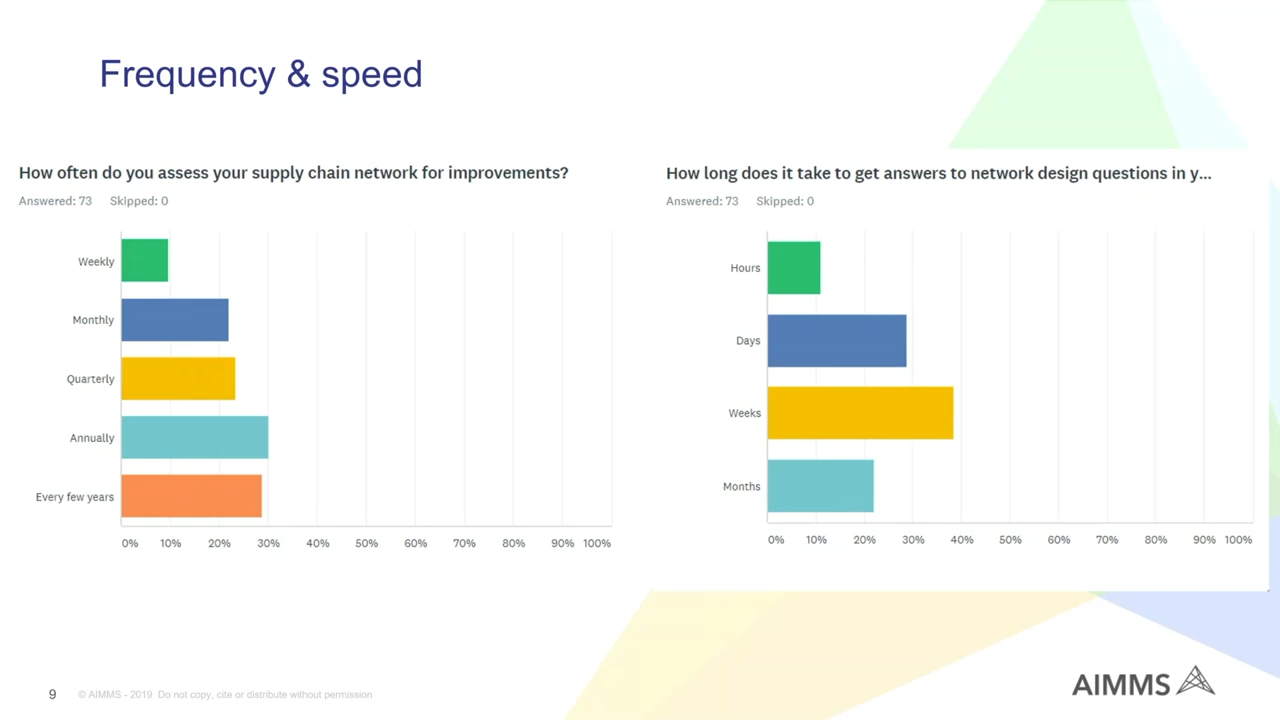 Frequency & speed
How often do you assess your supply chain network for improvements?
Answered: 73 Skipped: 0
Weekly
Monthly
Quarterly
Annually
Every few years
0% 10% 20% 30% 40% 50% 60% 70% 80% 90% 100%
How long does it take to get answers to network design questions in y...
Answered: 73 Skipped: 0
Hours
Days
Weeks
Months
0% 10% 20% 30% 40% 50% 60% 70% 80% 90% 100%
9 © AIMMS - 2019 Do not copy, cite or distribute without permission
AIMMS